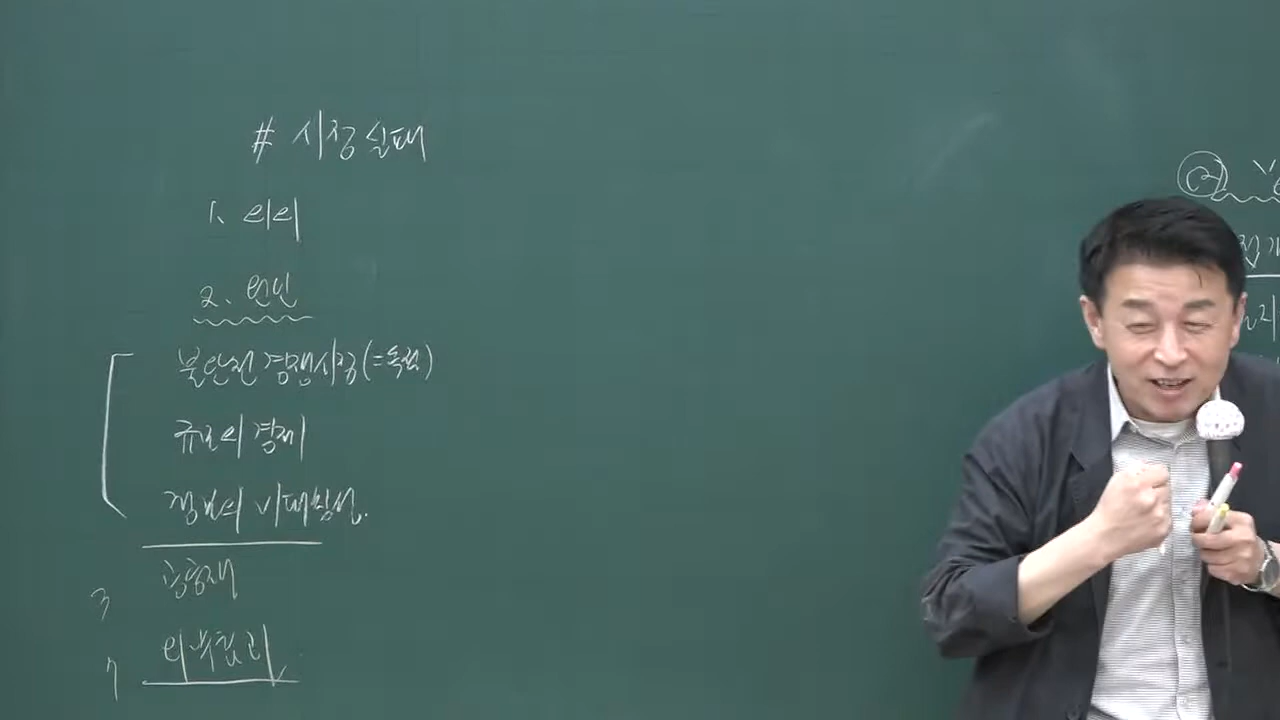 # 시장실패
1. 의의
2. 원인
불완전경쟁시장(=독점)
규모의 경제
정보의 비대칭성.
3 공공재
7 외부효과
②